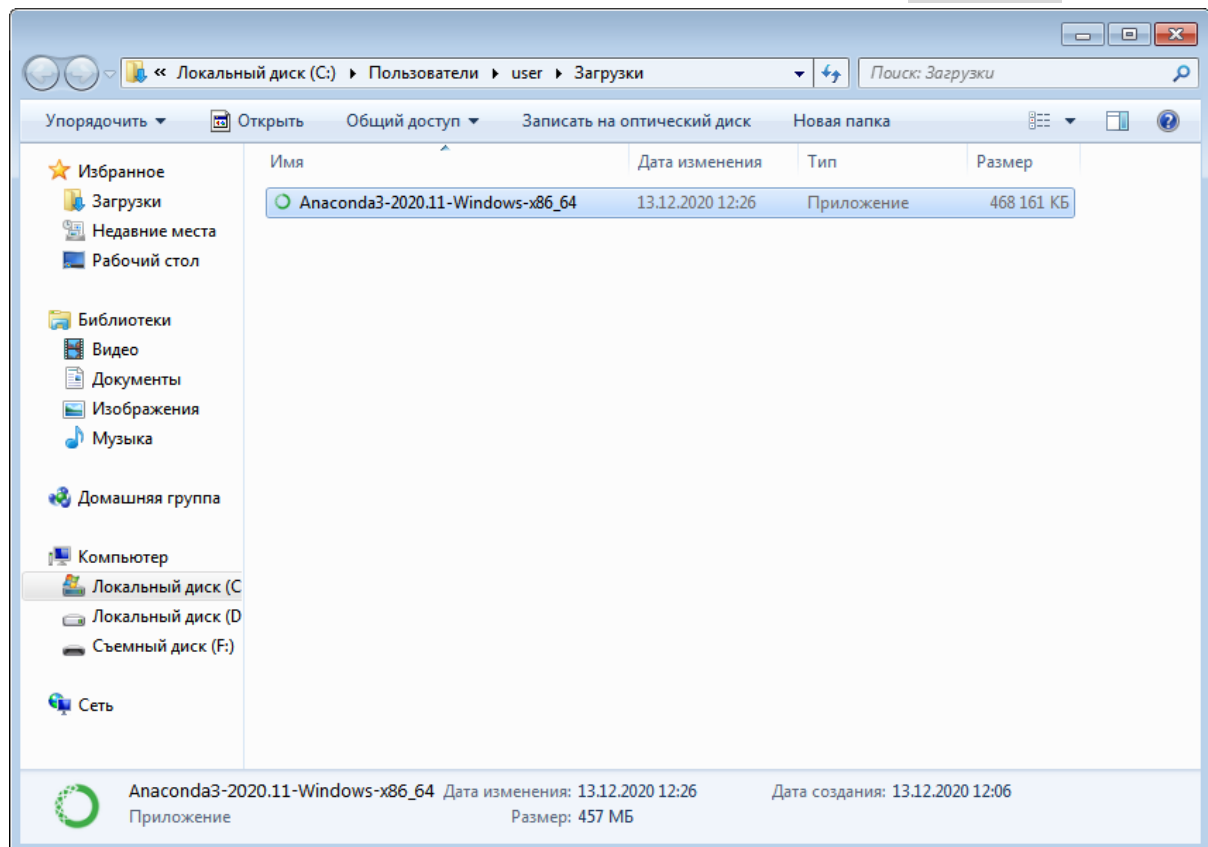 « Локальный диск (C:) Пользователи user Загрузки Поиск: Загрузки
Упорядочить Открыть Общий доступ Записать на оптический диск Новая папка
Избранное
Загрузки
Недавние места
Рабочий стол
Библиотеки
Видео
Документы
Изображения
Музыка
Домашняя группа
Компьютер
Локальный диск (C
Локальный диск (D
Съемный диск (F:)
Сеть
Имя Дата изменения Тип Размер
Anaconda3-2020.11-Windows-x86_64 13.12.2020 12:26 Приложение 468 161 КБ
Anaconda3-2020.11-Windows-x86_64 Дата изменения: 13.12.2020 12:26 Дата создания: 13.12.2020 12:06
Приложение Размер: 457 МБ